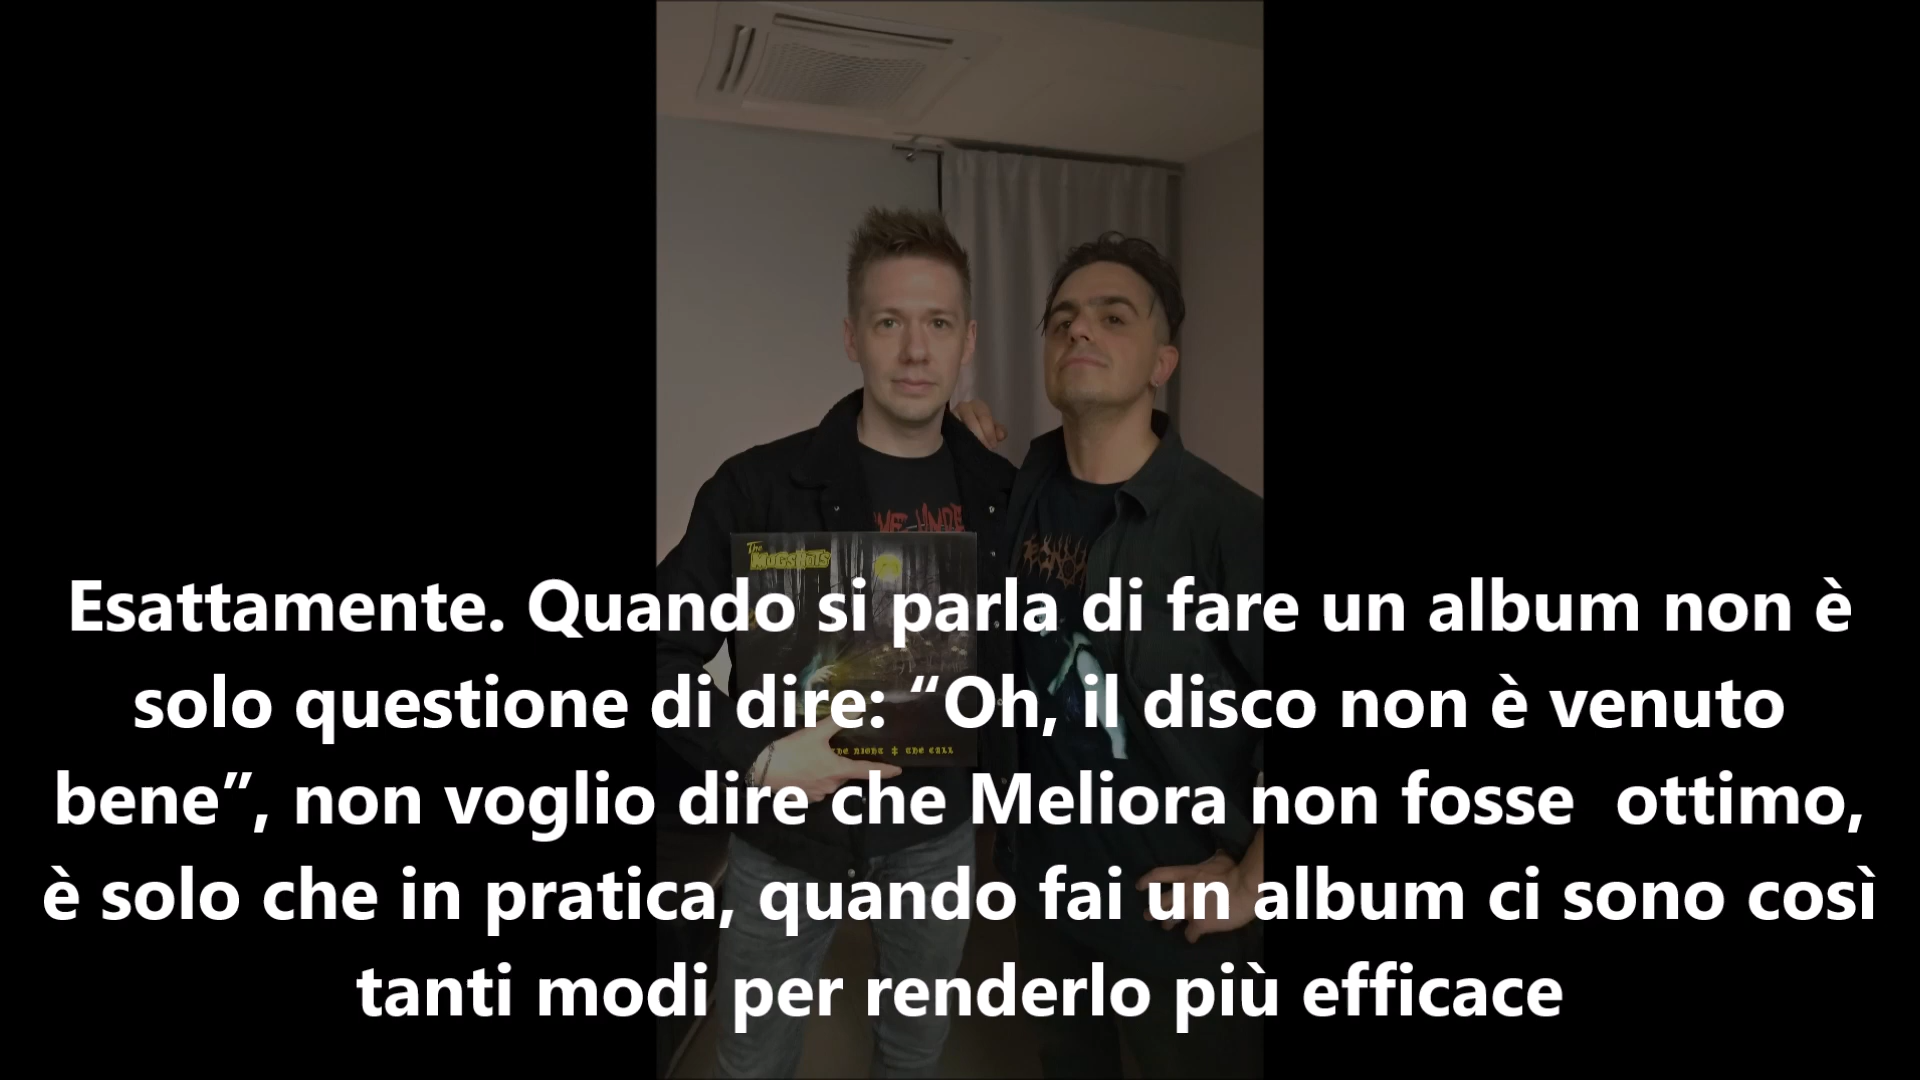 The
MUGSHOTS
Esattamente. Quando si parla di fare un album non è
solo questione di dire: “Oh, il disco non è venuto
bene”, non voglio dire che Meliora non fosse  ottimo,
è solo che in pratica, quando fai un album ci sono così
tanti modi per renderlo più efficace